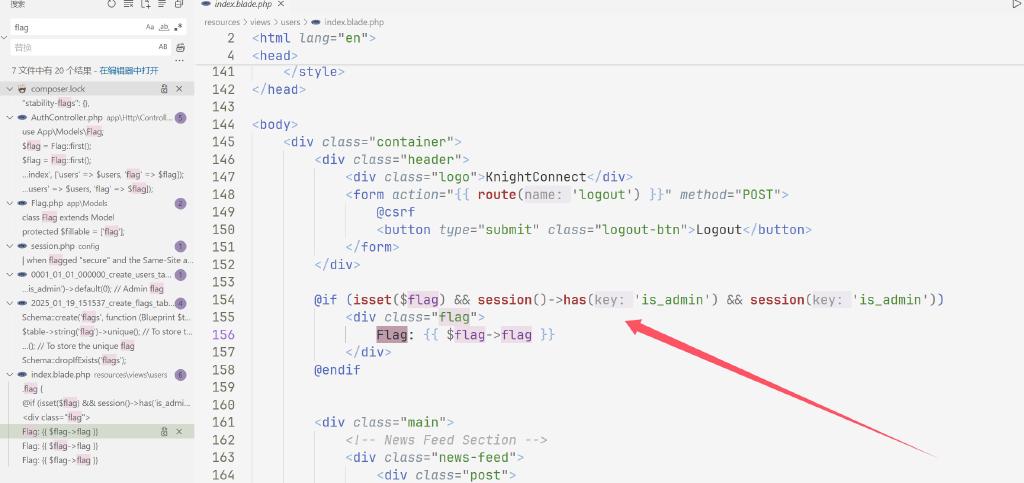 搜索
flag
Aa ab .*
替换
AB
7 文件中有 20 个结果 - 在编辑器中打开
composer.lock
"stability-flags": {},
AuthController.php app\Http\Controll... 5
use App\Models\Flag;
$flag = Flag::first();
$flag = Flag::first();
...index', ['users' => $users, 'flag' => $flag]);
...users' => $users, 'flag' => $flag]);
Flag.php app\Models 2
class Flag extends Model
protected $fillable = ['flag'];
session.php config 1
| when flagged "secure" and the Same-Site a...
0001_01_01_000000_create_users_ta... 1
...is_admin')->default(0); // Admin flag
2025_01_19_151537_create_flags_tab... 4
Schema::create('flags', function (Blueprint $t...
$table->string('flag')->unique(); // To store t...
...(); // To store the unique flag
Schema::dropIfExists('flags');
index.blade.php resources\views\users 6
.flag {
@if (isset($flag) && session()->has('is_admi...
<div class="flag">
Flag: {{ $flag->flag }}
Flag: {{ $flag->flag }}
Flag: {{ $flag->flag }}
index.blade.php
resources > views > users > index.blade.php
2 <html lang="en">
4 <head>
141 </style>
142 </head>
143
144 <body>
145 <div class="container">
146 <div class="header">
147 <div class="logo">KnightConnect</div>
148 <form action="{{ route(name: 'logout') }}" method="POST">
149 @csrf
150 <button type="submit" class="logout-btn">Logout</button>
151 </form>
152 </div>
153
154 @if (isset($flag) && session()->has(key: 'is_admin') && session(key: 'is_admin'))
155 <div class="flag">
156 Flag: {{ $flag->flag }}
157 </div>
158 @endif
159
160
161 <div class="main">
162 <!-- News Feed Section -->
163 <div class="news-feed">
164 <div class="post">